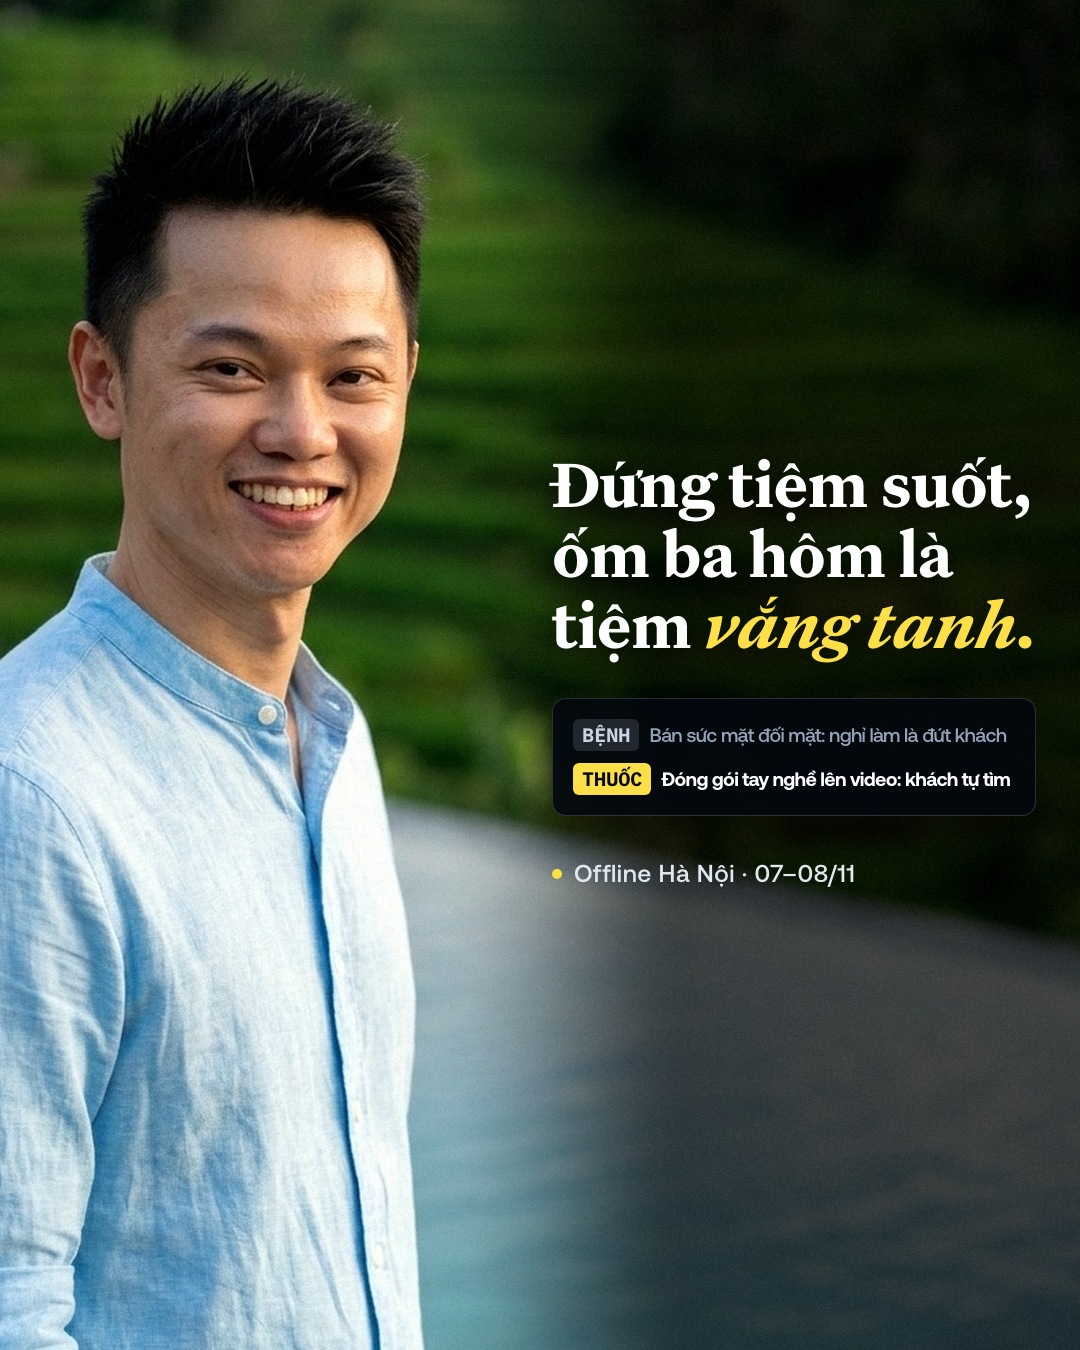 Đứng tiệm suốt,
ốm ba hôm là
tiệm vắng tanh.
BỆNH Bán sức mặt đối mặt: nghỉ làm là đứt khách
THUỐC Đóng gói tay nghề lên video: khách tự tìm
Offline Hà Nội · 07–08/11